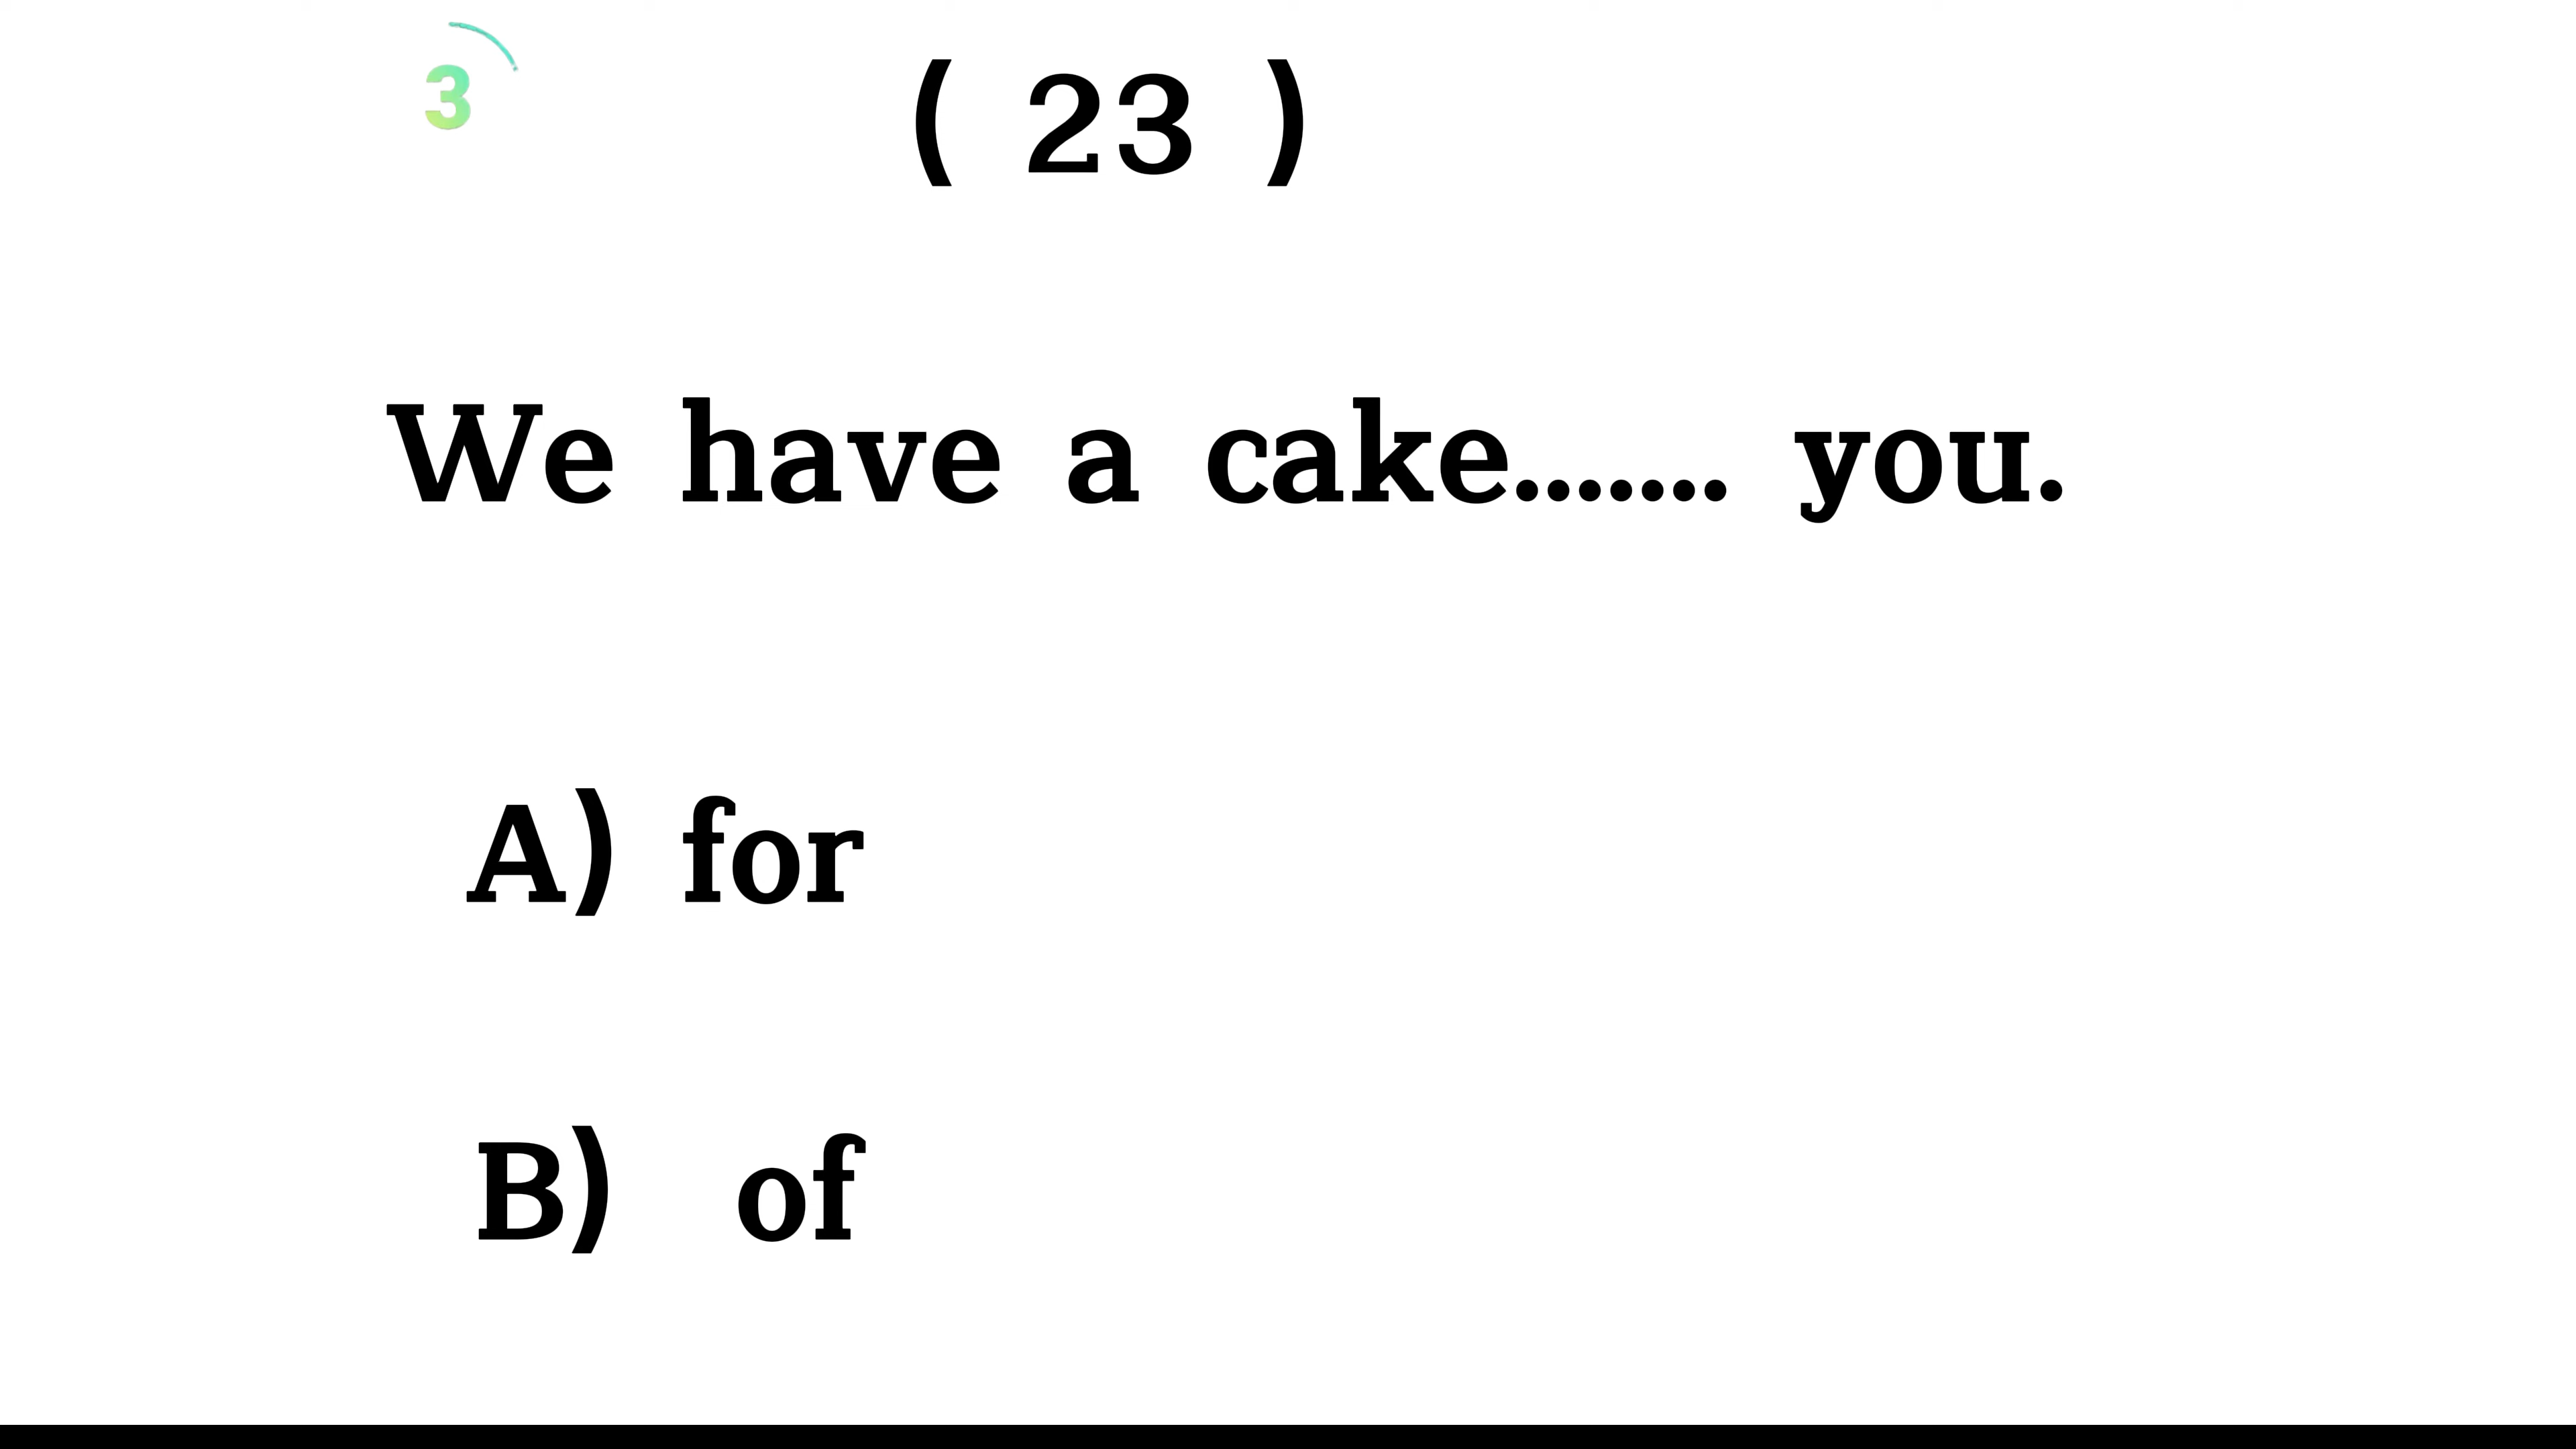 3
( 23 )
We have a cake....... you.
A) for
B) of